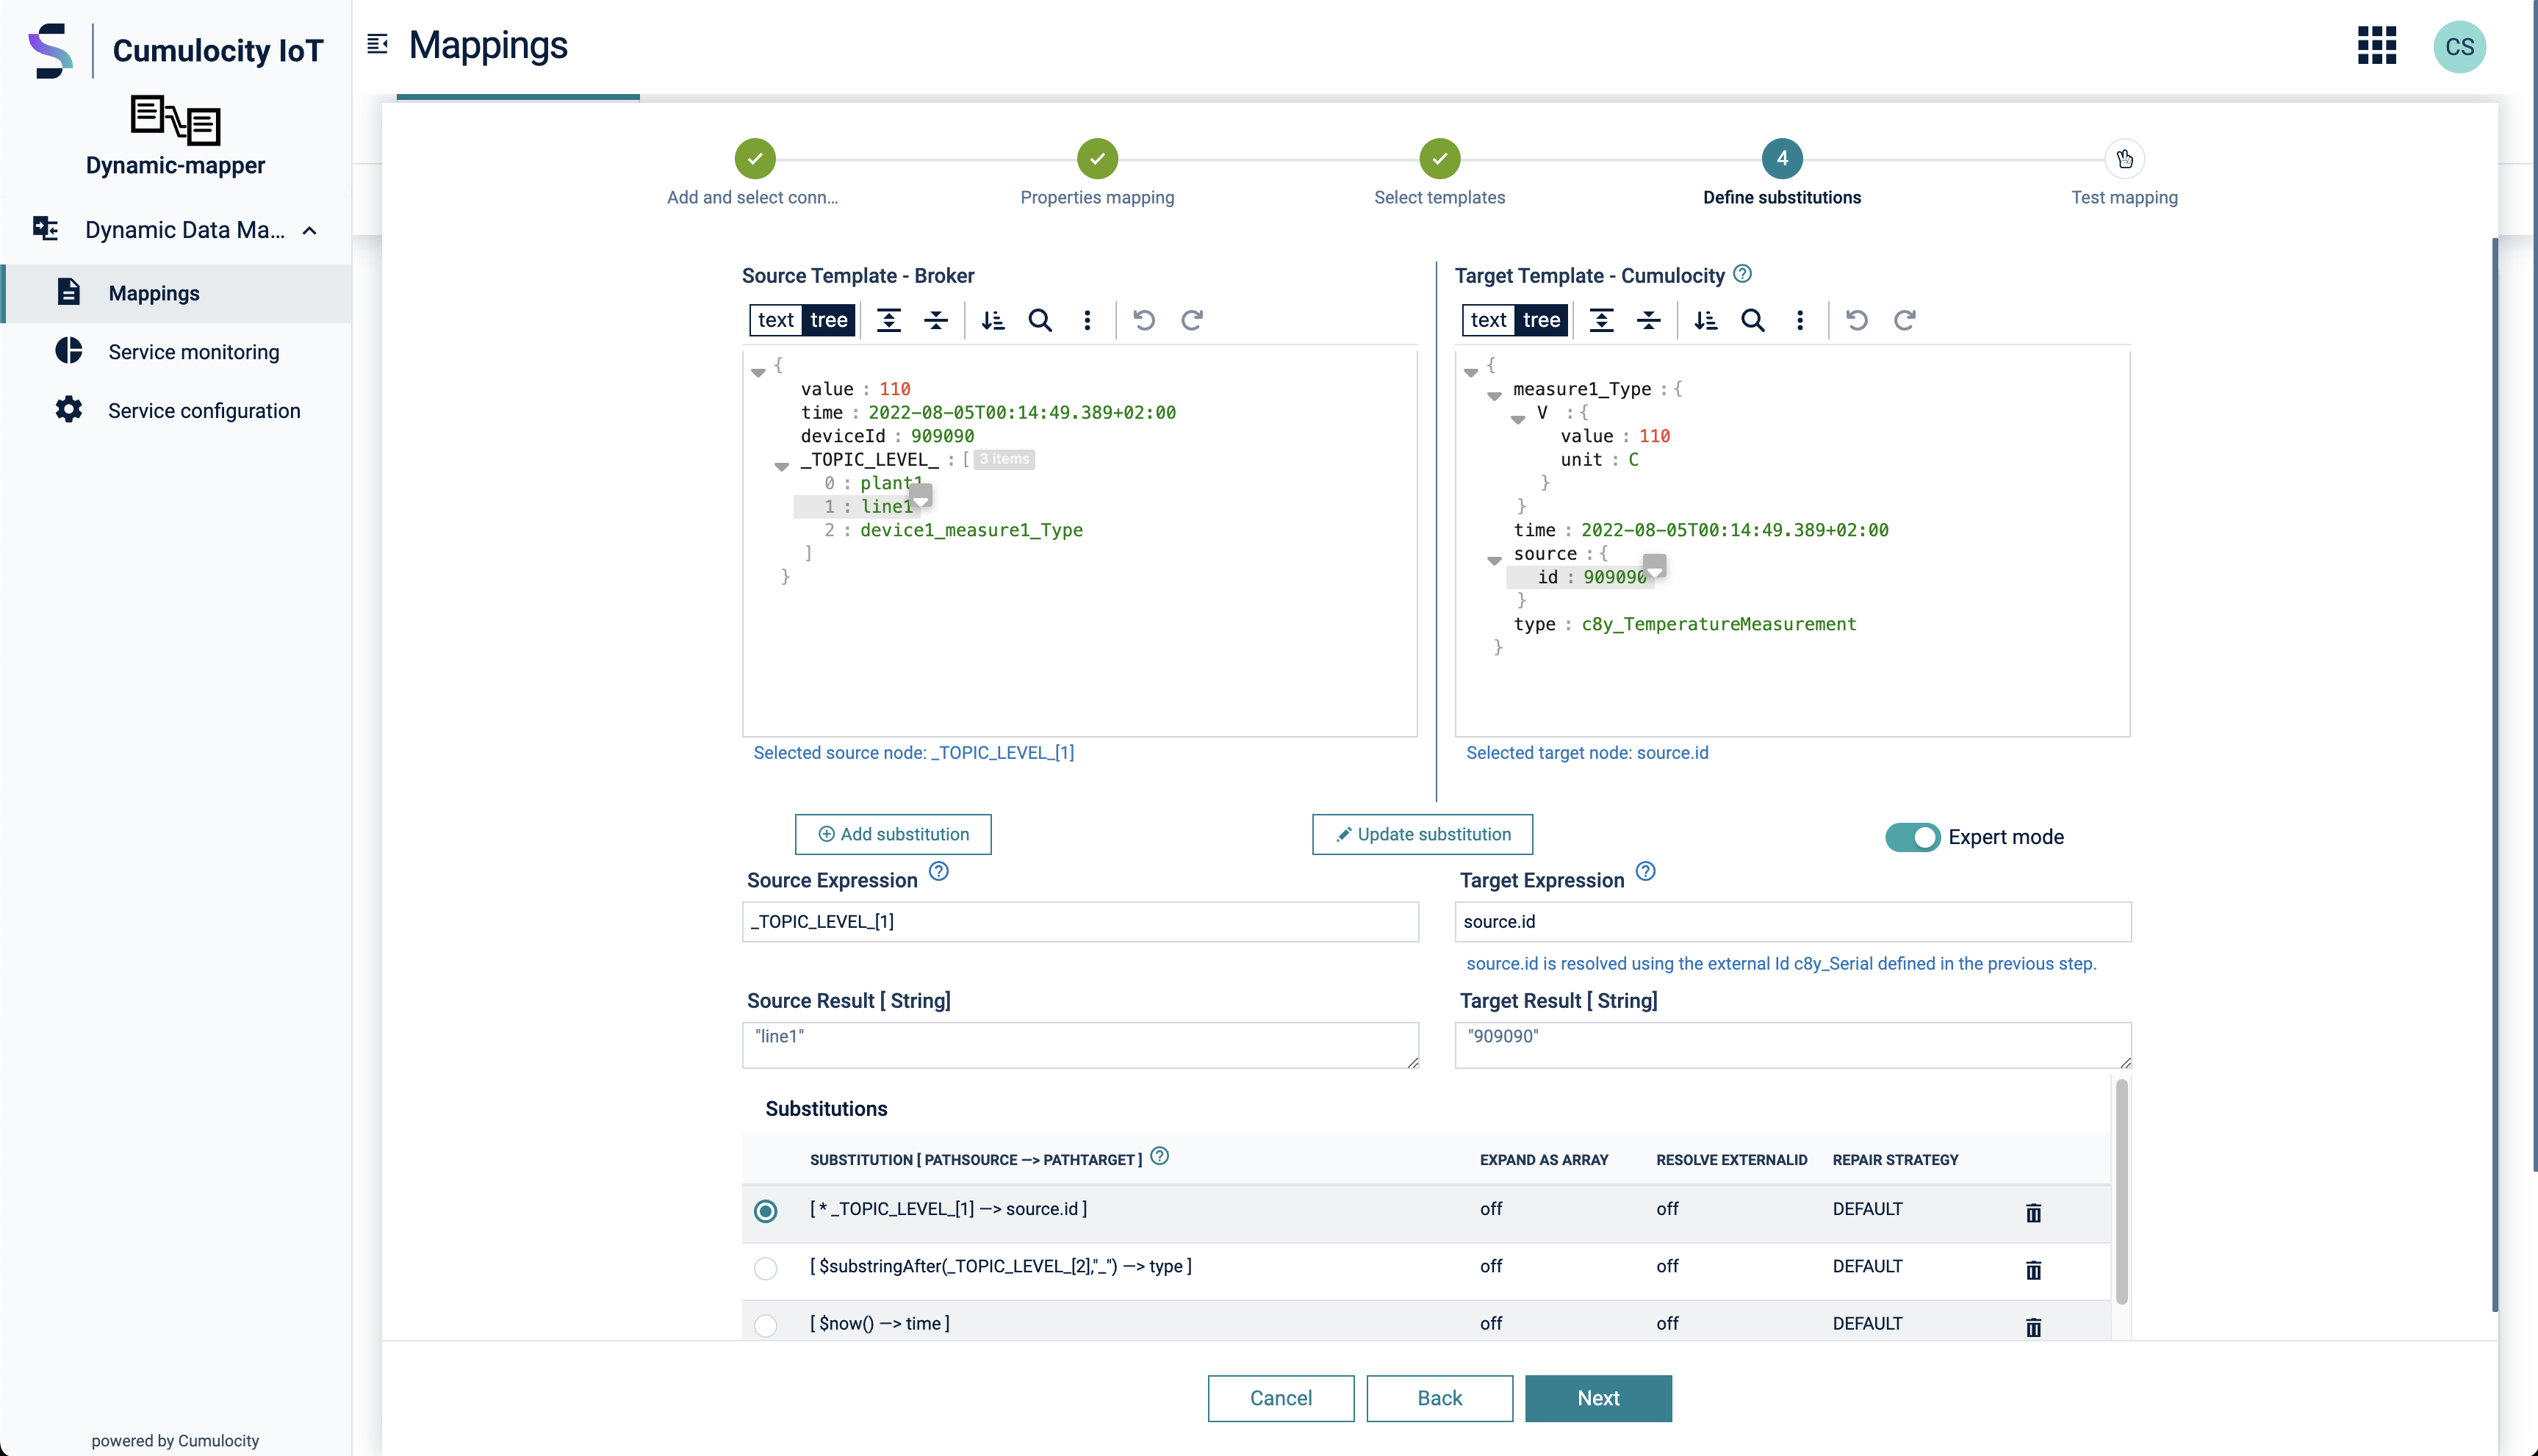 Cumulocity IoT
Mappings
CS
Dynamic-mapper
Dynamic Data Ma...
Mappings
Service monitoring
Service configuration
powered by Cumulocity
4
Add and select conn...
Properties mapping
Select templates
Define substitutions
Test mapping
Source Template - Broker
text tree
{
value : 110
time : 2022-08-05T00:14:49.389+02:00
deviceId : 909090
_TOPIC_LEVEL_ : [ 3 items
0 : plant1
1 : line1
2 : device1_measure1_Type
]
}
Selected source node: _TOPIC_LEVEL_[1]
Target Template - Cumulocity
text tree
{
measure1_Type : {
V : {
value : 110
unit : C
}
}
time : 2022-08-05T00:14:49.389+02:00
source : {
id : 909090
}
type : c8y_TemperatureMeasurement
}
Selected target node: source.id
Add substitution
Update substitution
Expert mode
Source Expression
_TOPIC_LEVEL_[1]
Target Expression
source.id
source.id is resolved using the external Id c8y_Serial defined in the previous step.
Source Result [ String]
"line1"
Target Result [ String]
"909090"
Substitutions
SUBSTITUTION [ PATHSOURCE —> PATHTARGET ] EXPAND AS ARRAY RESOLVE EXTERNALID REPAIR STRATEGY
[ * _TOPIC_LEVEL_[1] —> source.id ] off off DEFAULT
[ $substringAfter(_TOPIC_LEVEL_[2],"_") —> type ] off off DEFAULT
[ $now() —> time ] off off DEFAULT
Cancel
Back
Next